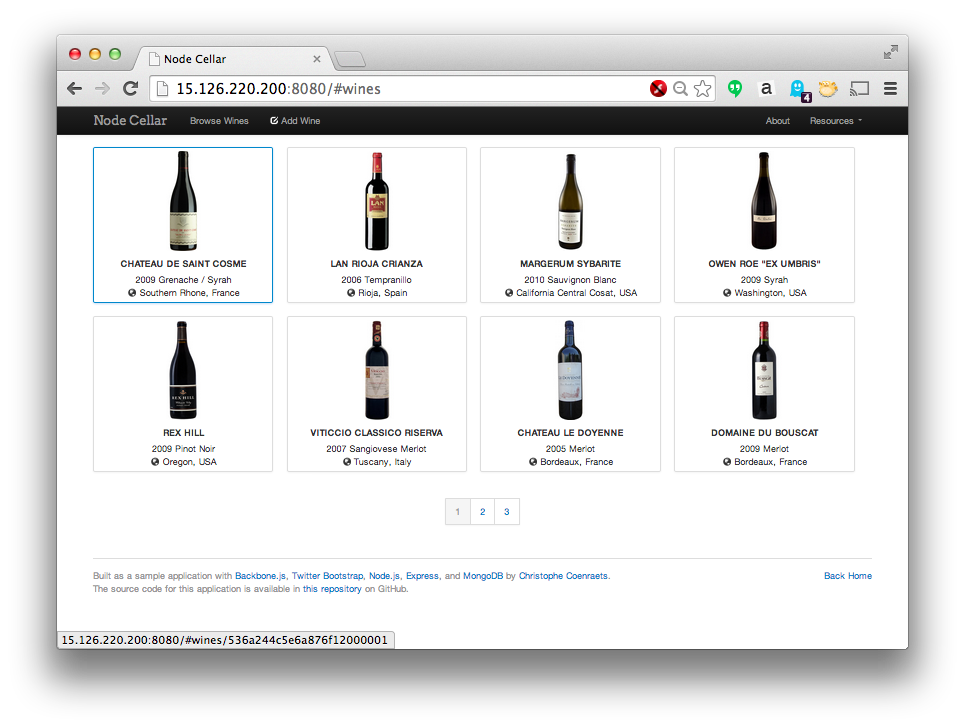 Node Cellar
15.126.220.200:8080/#wines
a
4
Node Cellar Browse Wines Add Wine About Resources
LAN
MARGERUM
REX HILL
CHATEAU DE SAINT COSME
2009 Grenache / Syrah
Southern Rhone, France
LAN RIOJA CRIANZA
2006 Tempranillo
Rioja, Spain
MARGERUM SYBARITE
2010 Sauvignon Blanc
California Central Cosat, USA
OWEN ROE "EX UMBRIS"
2009 Syrah
Washington, USA
REX HILL
2009 Pinot Noir
Oregon, USA
VITICCIO CLASSICO RISERVA
2007 Sangiovese Merlot
Tuscany, Italy
CHATEAU LE DOYENNE
2005 Merlot
Bordeaux, France
DOMAINE DU BOUSCAT
2009 Merlot
Bordeaux, France
1 2 3
Built as a sample application with Backbone.js, Twitter Bootstrap, Node.js, Express, and MongoDB by Christophe Coenraets. Back Home
The source code for this application is available in this repository on GitHub.
15.126.220.200:8080/#wines/536a244c5e6a876f12000001